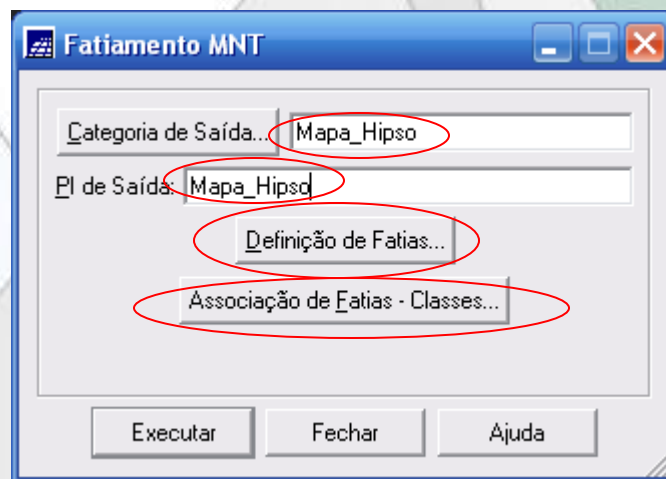 Fatiamento MNT
Categoria de Saída... Mapa_Hipso
PI de Saída: Mapa_Hipso
Definição de Fatias...
Associação de Fatias - Classes...
Executar Fechar Ajuda